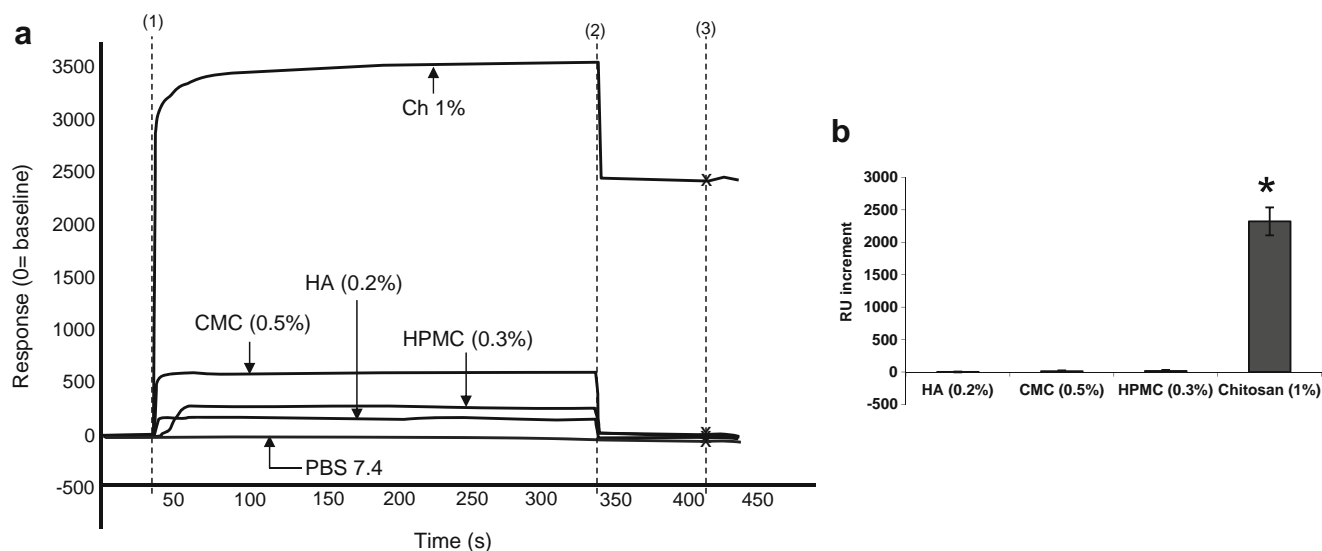 a
(1)
(2)
(3)
3500
3000
2500
2000
1500
1000
500
0
-500
Response (0= baseline)
Ch 1%
HA (0.2%)
CMC (0.5%)
HPMC (0.3%)
PBS 7.4
x
x
x
50 100 150 200 250 300 350 400 450
Time (s)
b
3000
2500
2000
1500
1000
500
0
-500
RU increment
*
HA (0.2%) CMC (0.5%) HPMC (0.3%) Chitosan (1%)